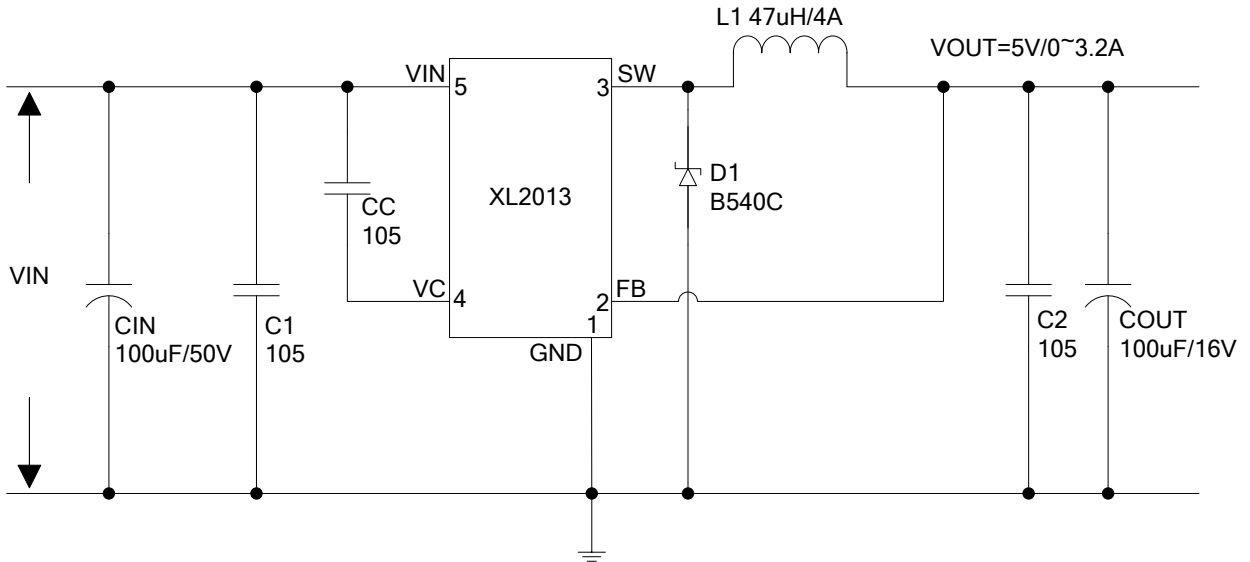 L1 47uH/4A
VOUT=5V/0~3.2A
VIN
5
3
SW
XL2013
D1
B540C
CC
105
VIN
VC
4
2
FB
1
GND
CIN
100uF/50V
C1
105
C2
105
COUT
100uF/16V